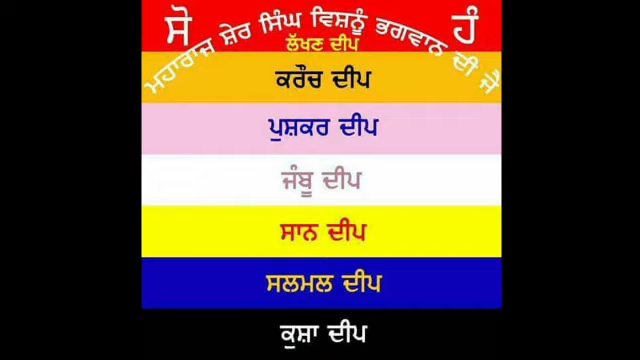 ਸੋ ਹੰ
ਮਹਾਰਾਜ ਸ਼ੇਰ ਸਿੰਘ ਵਿਸ਼ਨੂੰ ਭਗਵਾਨ ਦੀ ਜੈ
ਲੱਖਣ ਦੀਪ
ਕਰੌਚ ਦੀਪ
ਪੁਸ਼ਕਰ ਦੀਪ
ਜੰਬੂ ਦੀਪ
ਸਾਨ ਦੀਪ
ਸਲਮਲ ਦੀਪ
ਕੁਸ਼ਾ ਦੀਪ